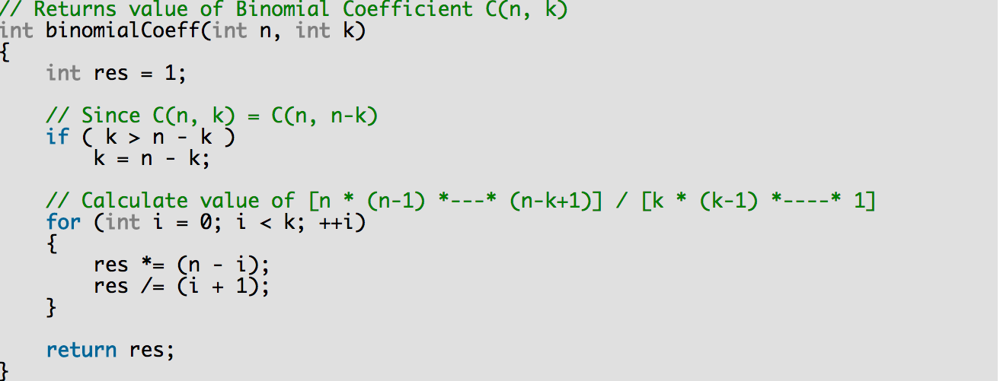 // Returns value of Binomial Coefficient C(n, k)
int binomialCoeff(int n, int k)
{
    int res = 1;

    // Since C(n, k) = C(n, n-k)
    if ( k > n - k )
        k = n - k;

    // Calculate value of [n * (n-1) *---* (n-k+1)] / [k * (k-1) *----* 1]
    for (int i = 0; i < k; ++i)
    {
        res *= (n - i);
        res /= (i + 1);
    }

    return res;
}